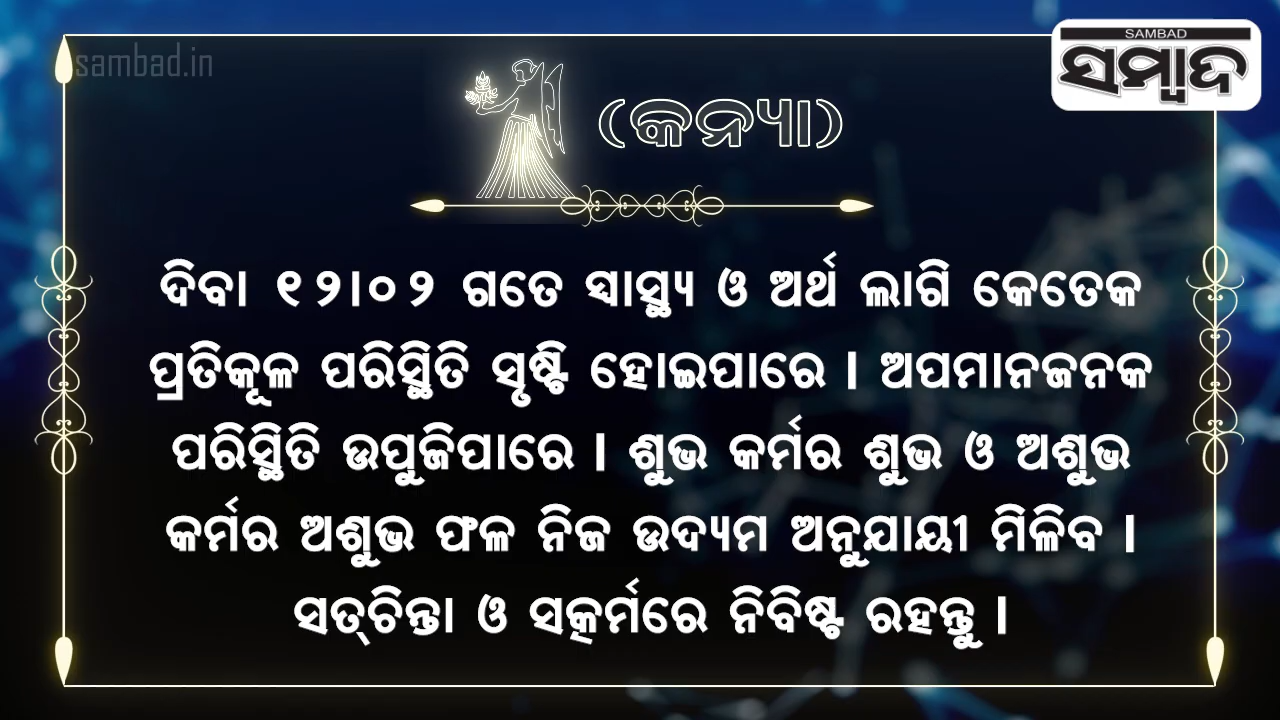 sambad.in
SAMBAD
ସମ୍ବାଦ
(କନ୍ୟା)
ଦିବା ୧୨।୦୨ ଗତେ ସ୍ୱାସ୍ଥ୍ୟ ଓ ଅର୍ଥ ଲାଗି କେତେକ
ପ୍ରତିକୂଳ ପରିସ୍ଥିତି ସୃଷ୍ଟି ହୋଇପାରେ । ଅପମାନଜନକ
ପରିସ୍ଥିତି ଉପୁଜିପାରେ । ଶୁଭ କର୍ମର ଶୁଭ ଓ ଅଶୁଭ
କର୍ମର ଅଶୁଭ ଫଳ ନିଜ ଉଦ୍ୟମ ଅନୁଯାୟୀ ମିଳିବ ।
ସତ୍‌ଚିନ୍ତା ଓ ସତ୍କର୍ମରେ ନିବିଷ୍ଟ ରହନ୍ତୁ ।